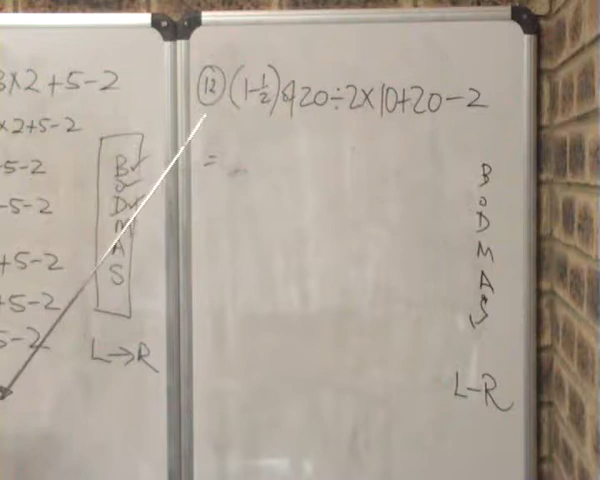 3×2+5-2
×2+5-2
-5-2
-5-2
+5-2
+5-2
5-2
B
O
D
M
A
S
L→R
12 (1-1/2) 20÷2×10+20-2
=
B
O
D
M
A
S
L-R